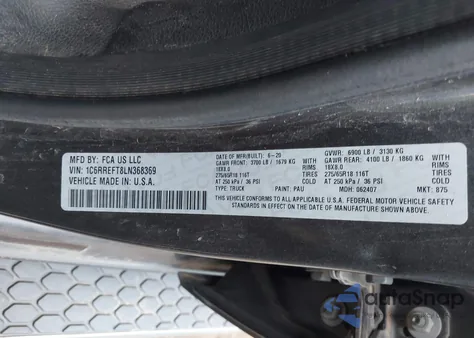 MFD BY: FCA US LLC
VIN: 1C6RREFT8LN368369
VEHICLE MADE IN U.S.A.
DATE OF MFR(BUILT): 6-20
GVWR: 6900 LB / 3130 KG
GAWR FRONT: 3700 LB / 1679 KG WITH
18X8.0 RIMS
275/65R18 116T TIRES
AT 250 kPa / 36 PSI
GAWR REAR: 4100 LB / 1860 KG WITH
18X8.0 RIMS
275/65R18 116T TIRES
AT 250 kPa / 36 PSI
TYPE: TRUCK PAINT: PAU MDH: 062407 MKT: 875
THIS VEHICLE CONFORMS TO ALL APPLICABLE U.S.A. FEDERAL MOTOR VEHICLE SAFETY
STANDARDS IN EFFECT ON THE DATE OF MANUFACTURE SHOWN ABOVE.
AutoSnap